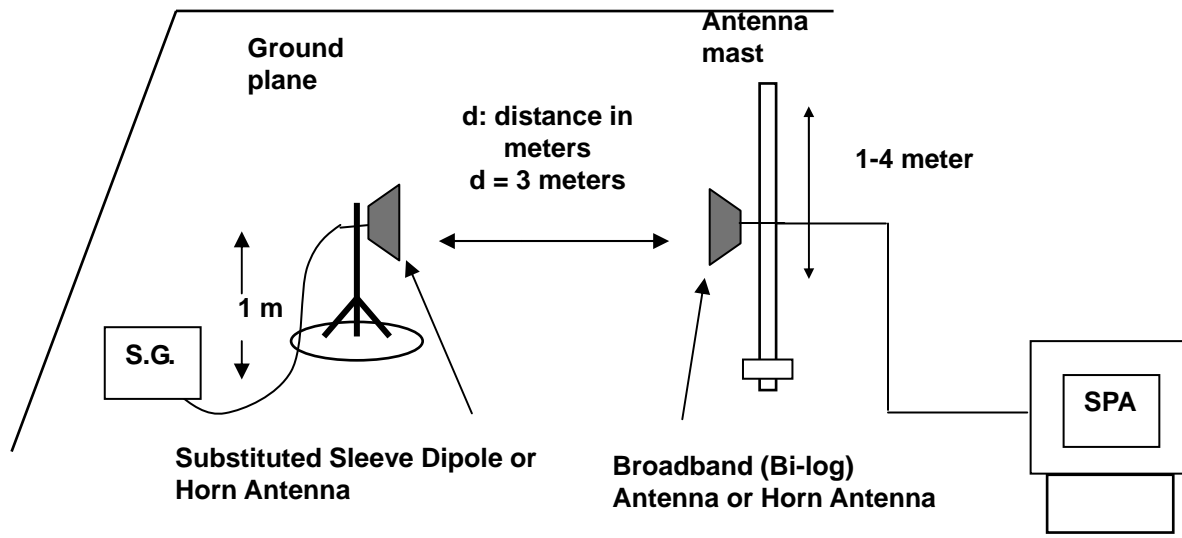 Ground
plane
Antenna
mast
d: distance in
meters
d = 3 meters
1-4 meter
1 m
S.G.
SPA
Substituted Sleeve Dipole or
Horn Antenna
Broadband (Bi-log)
Antenna or Horn Antenna